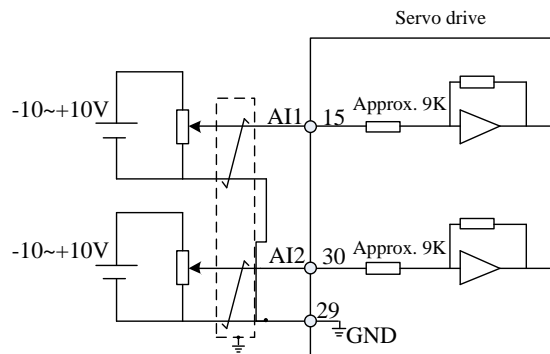 Servo drive
-10~+10V
AI1
15
Approx. 9K
-10~+10V
AI2
30
Approx. 9K
29
GND